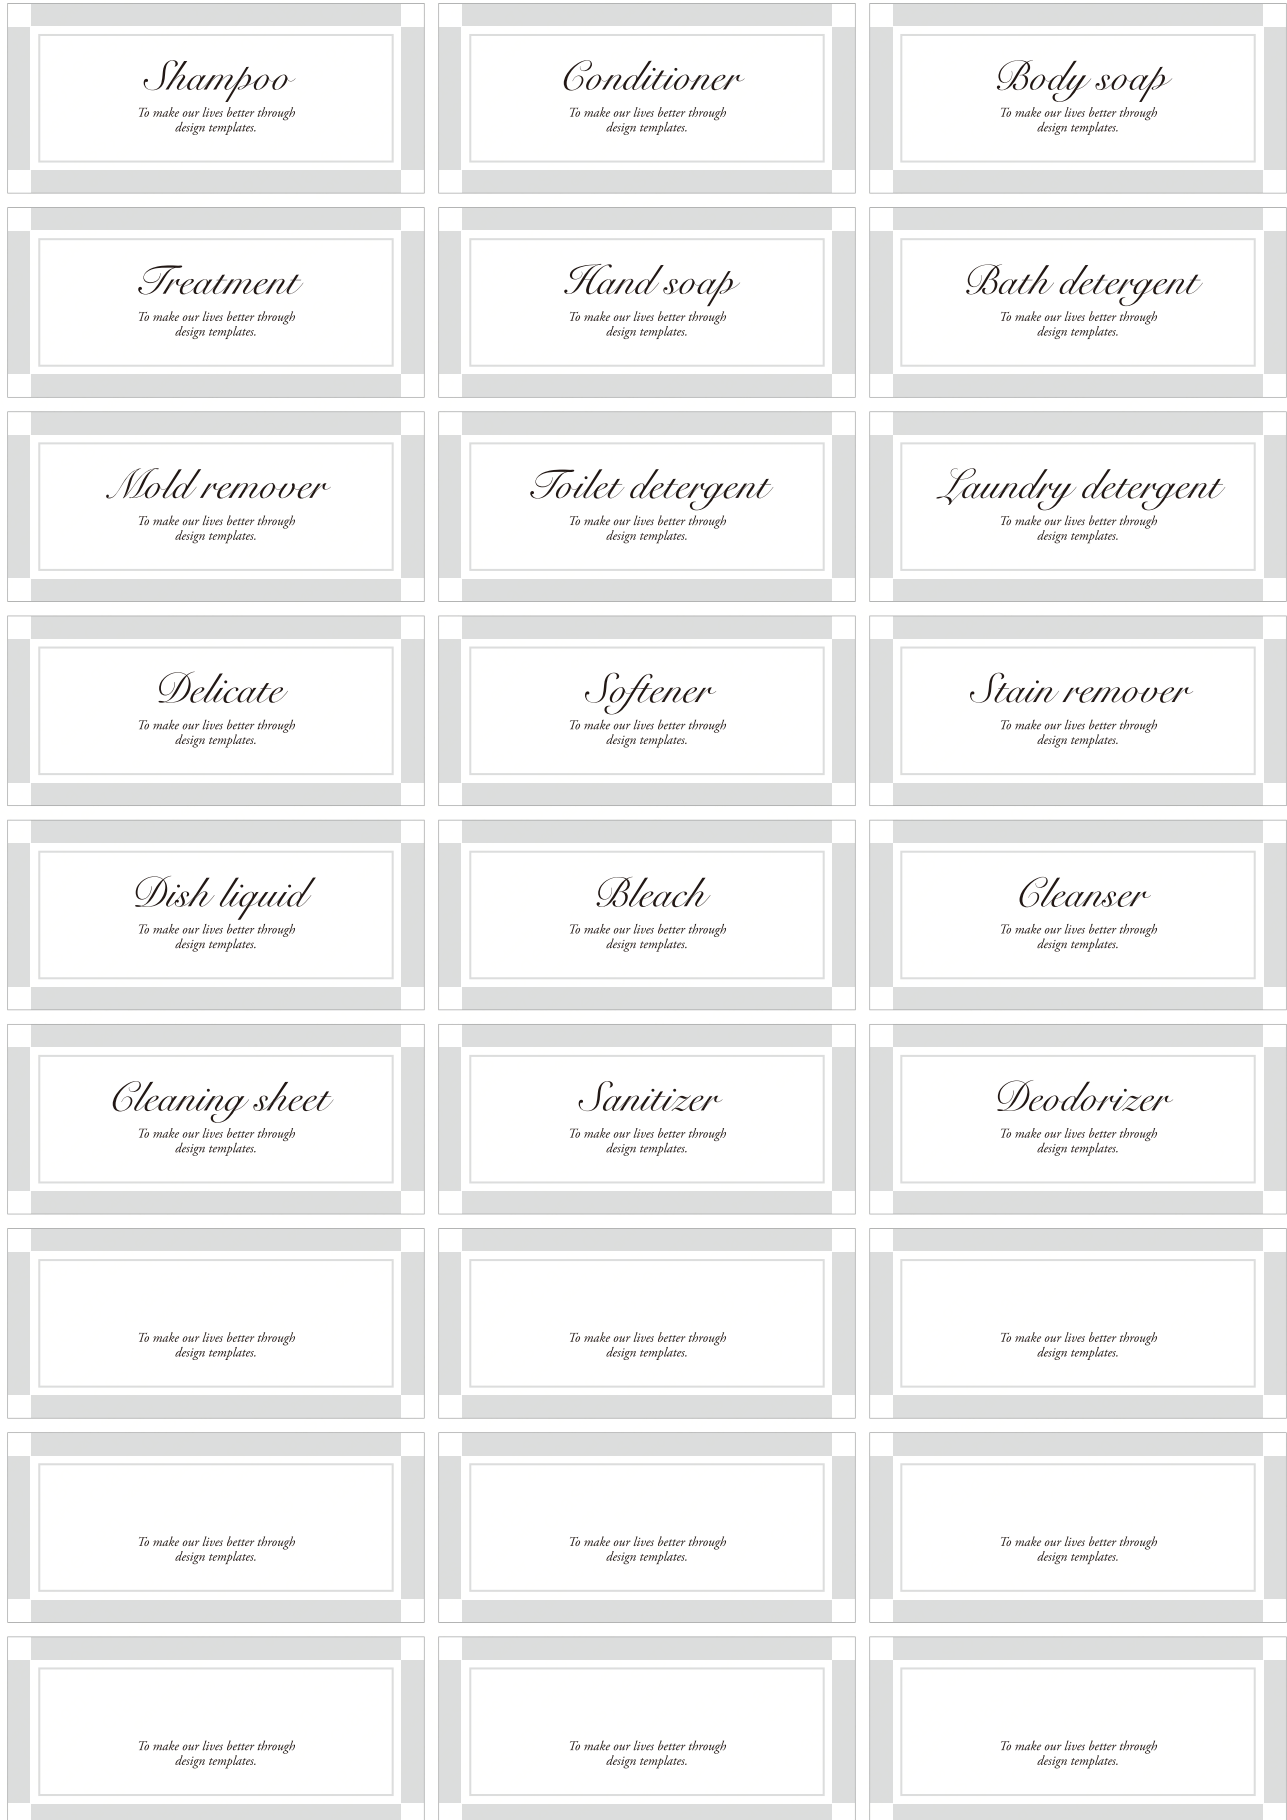 Shampoo
To make our lives better through
design templates.
Conditioner
To make our lives better through
design templates.
Body soap
To make our lives better through
design templates.
Treatment
To make our lives better through
design templates.
Hand soap
To make our lives better through
design templates.
Bath detergent
To make our lives better through
design templates.
Mold remover
To make our lives better through
design templates.
Toilet detergent
To make our lives better through
design templates.
Laundry detergent
To make our lives better through
design templates.
Delicate
To make our lives better through
design templates.
Softener
To make our lives better through
design templates.
Stain remover
To make our lives better through
design templates.
Dish liquid
To make our lives better through
design templates.
Bleach
To make our lives better through
design templates.
Cleanser
To make our lives better through
design templates.
Cleaning sheet
To make our lives better through
design templates.
Sanitizer
To make our lives better through
design templates.
Deodorizer
To make our lives better through
design templates.
To make our lives better through
design templates.
To make our lives better through
design templates.
To make our lives better through
design templates.
To make our lives better through
design templates.
To make our lives better through
design templates.
To make our lives better through
design templates.
To make our lives better through
design templates.
To make our lives better through
design templates.
To make our lives better through
design templates.